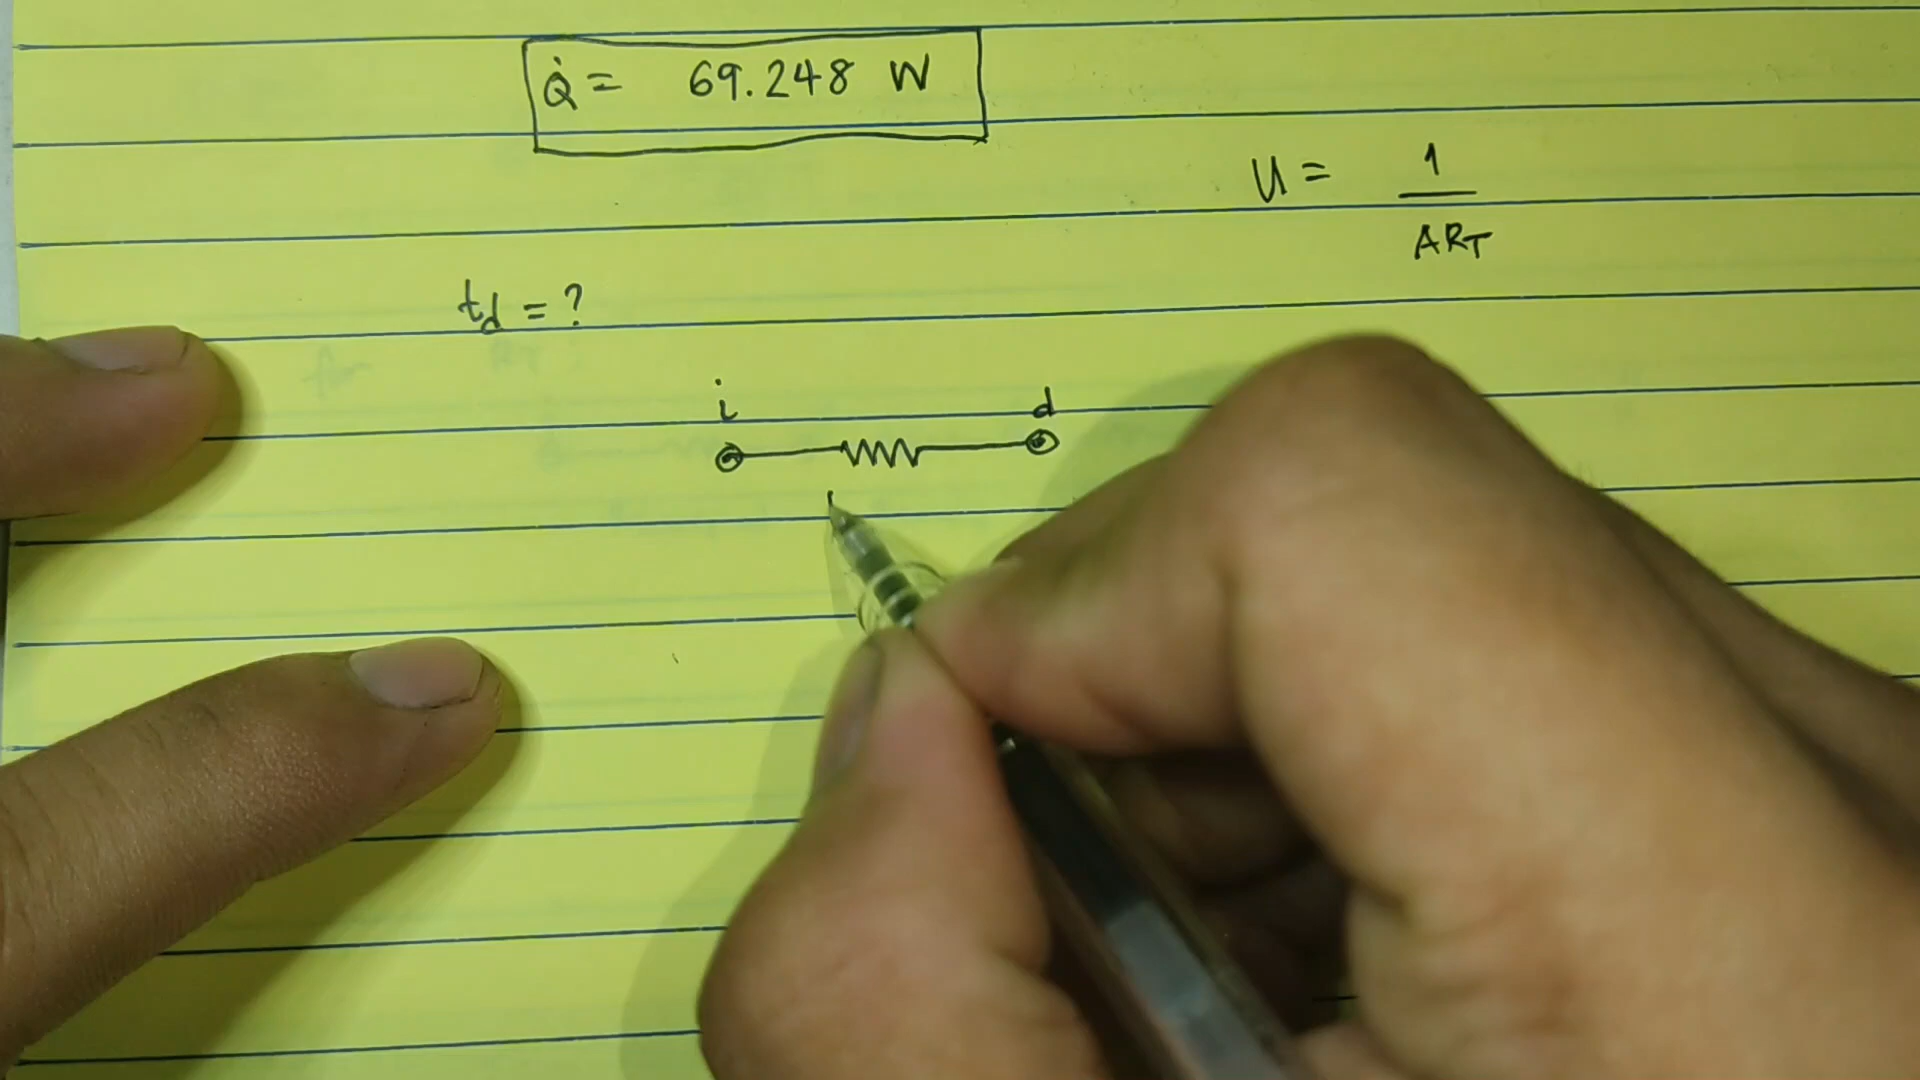 Q̇ = 69.248 W
U = 1 / ART
td = ?
i d